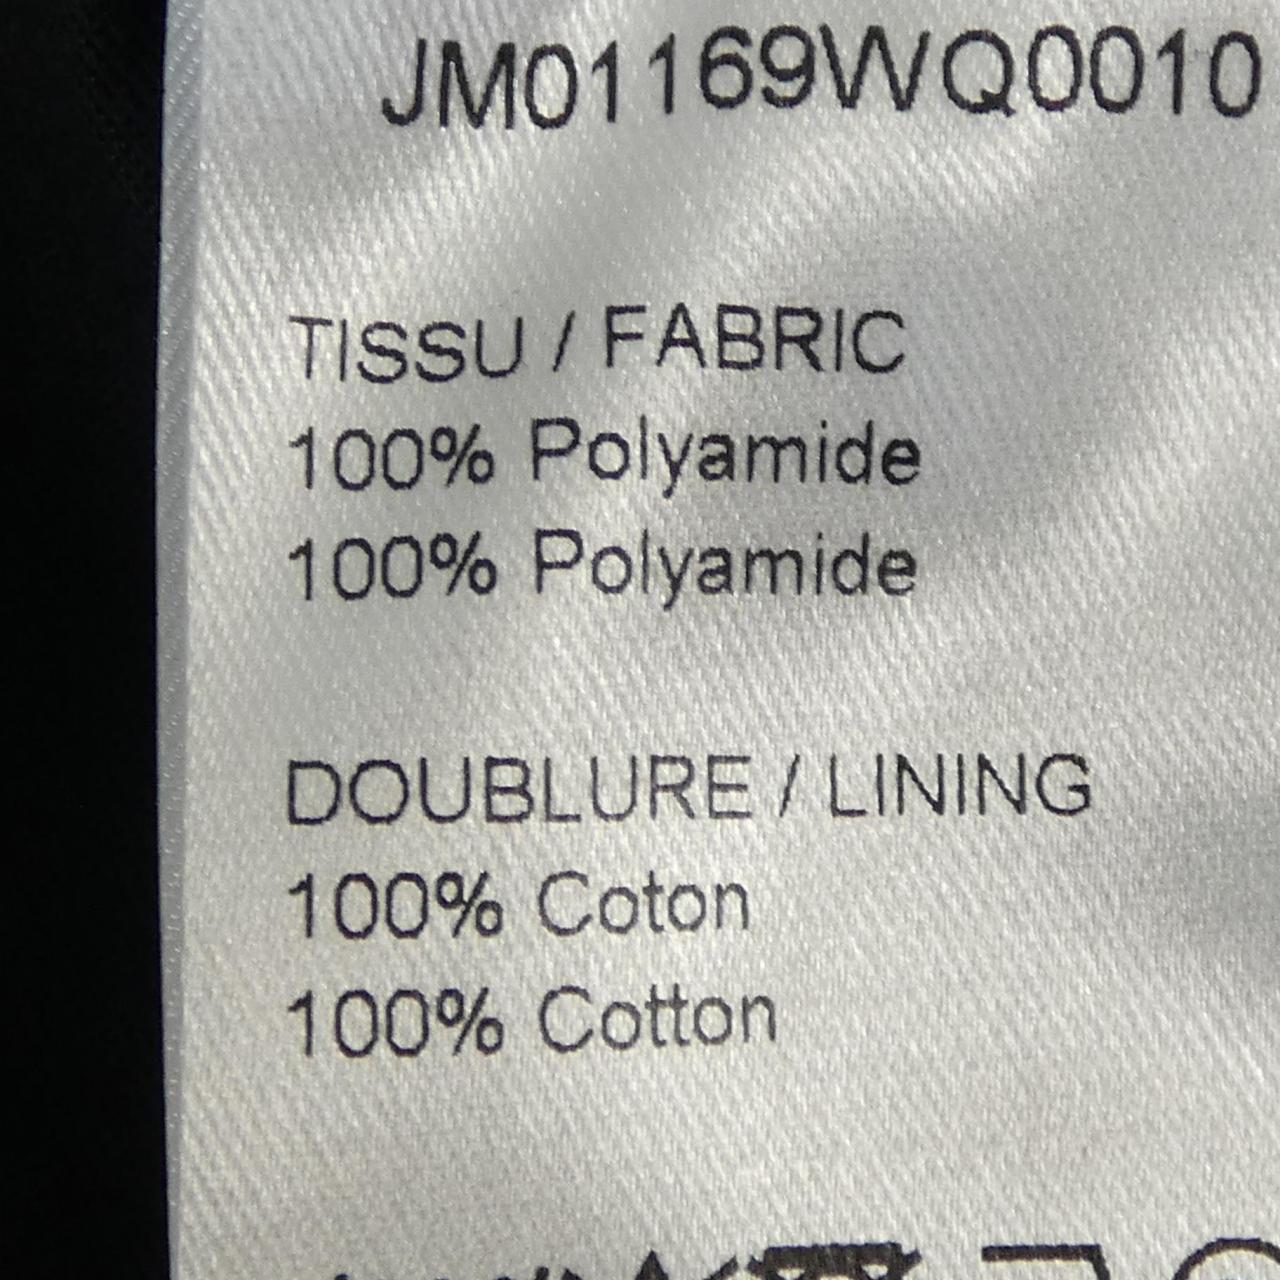 JM01169WQ0010
TISSU / FABRIC
100% Polyamide
100% Polyamide
DOUBLURE / LINING
100% Coton
100% Cotton